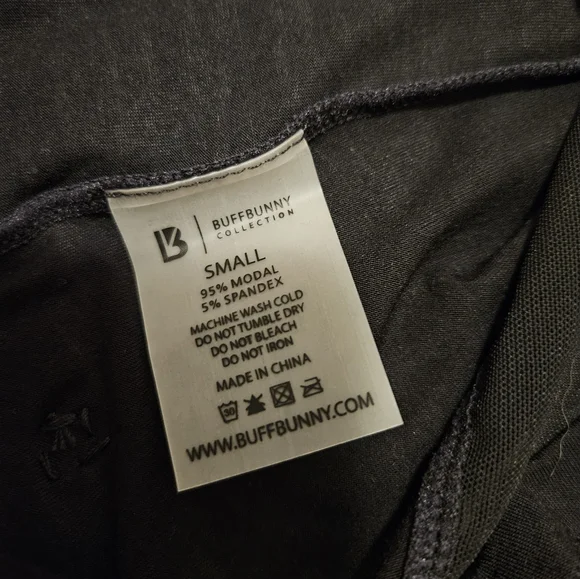 BUFFBUNNY
COLLECTION
SMALL
95% MODAL
5% SPANDEX
MACHINE WASH COLD
DO NOT TUMBLE DRY
DO NOT BLEACH
DO NOT IRON
MADE IN CHINA
30
WWW.BUFFBUNNY.COM